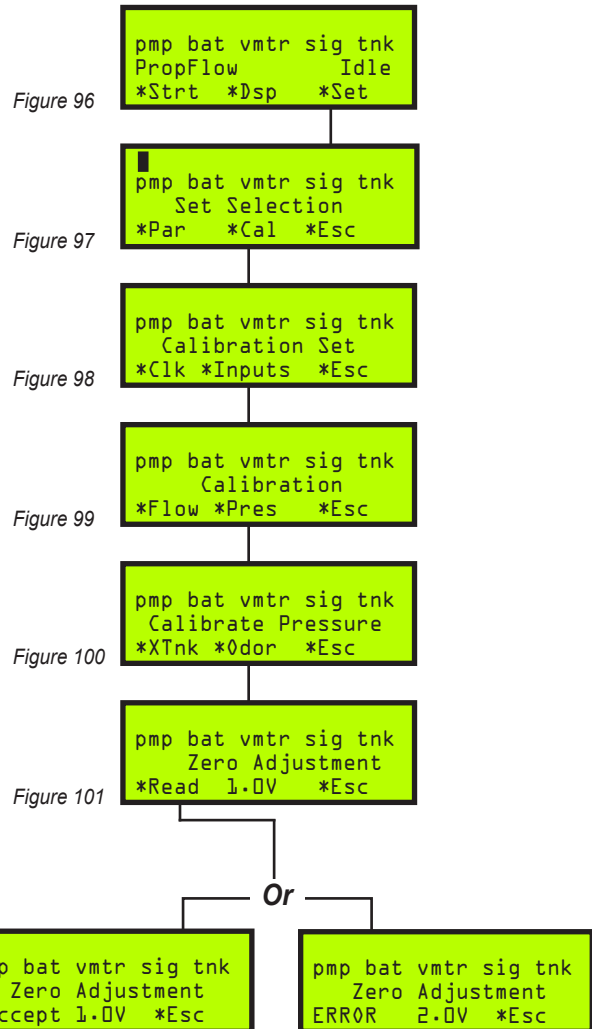 pmp bat vmtr sig tnk
PropFlow Idle
*Strt *Dsp *Set
Figure 96
pmp bat vmtr sig tnk
Set Selection
*Par *Cal *Esc
Figure 97
pmp bat vmtr sig tnk
Calibration Set
*Clk *Inputs *Esc
Figure 98
pmp bat vmtr sig tnk
Calibration
*Flow *Pres *Esc
Figure 99
pmp bat vmtr sig tnk
Calibrate Pressure
*XTnk *Odor *Esc
Figure 100
pmp bat vmtr sig tnk
Zero Adjustment
*Read 1.0V *Esc
Figure 101
Or
bat vmtr sig tnk
Zero Adjustment
1.0V *Esc
pmp bat vmtr sig tnk
Zero Adjustment
ERROR 2.0V *Esc